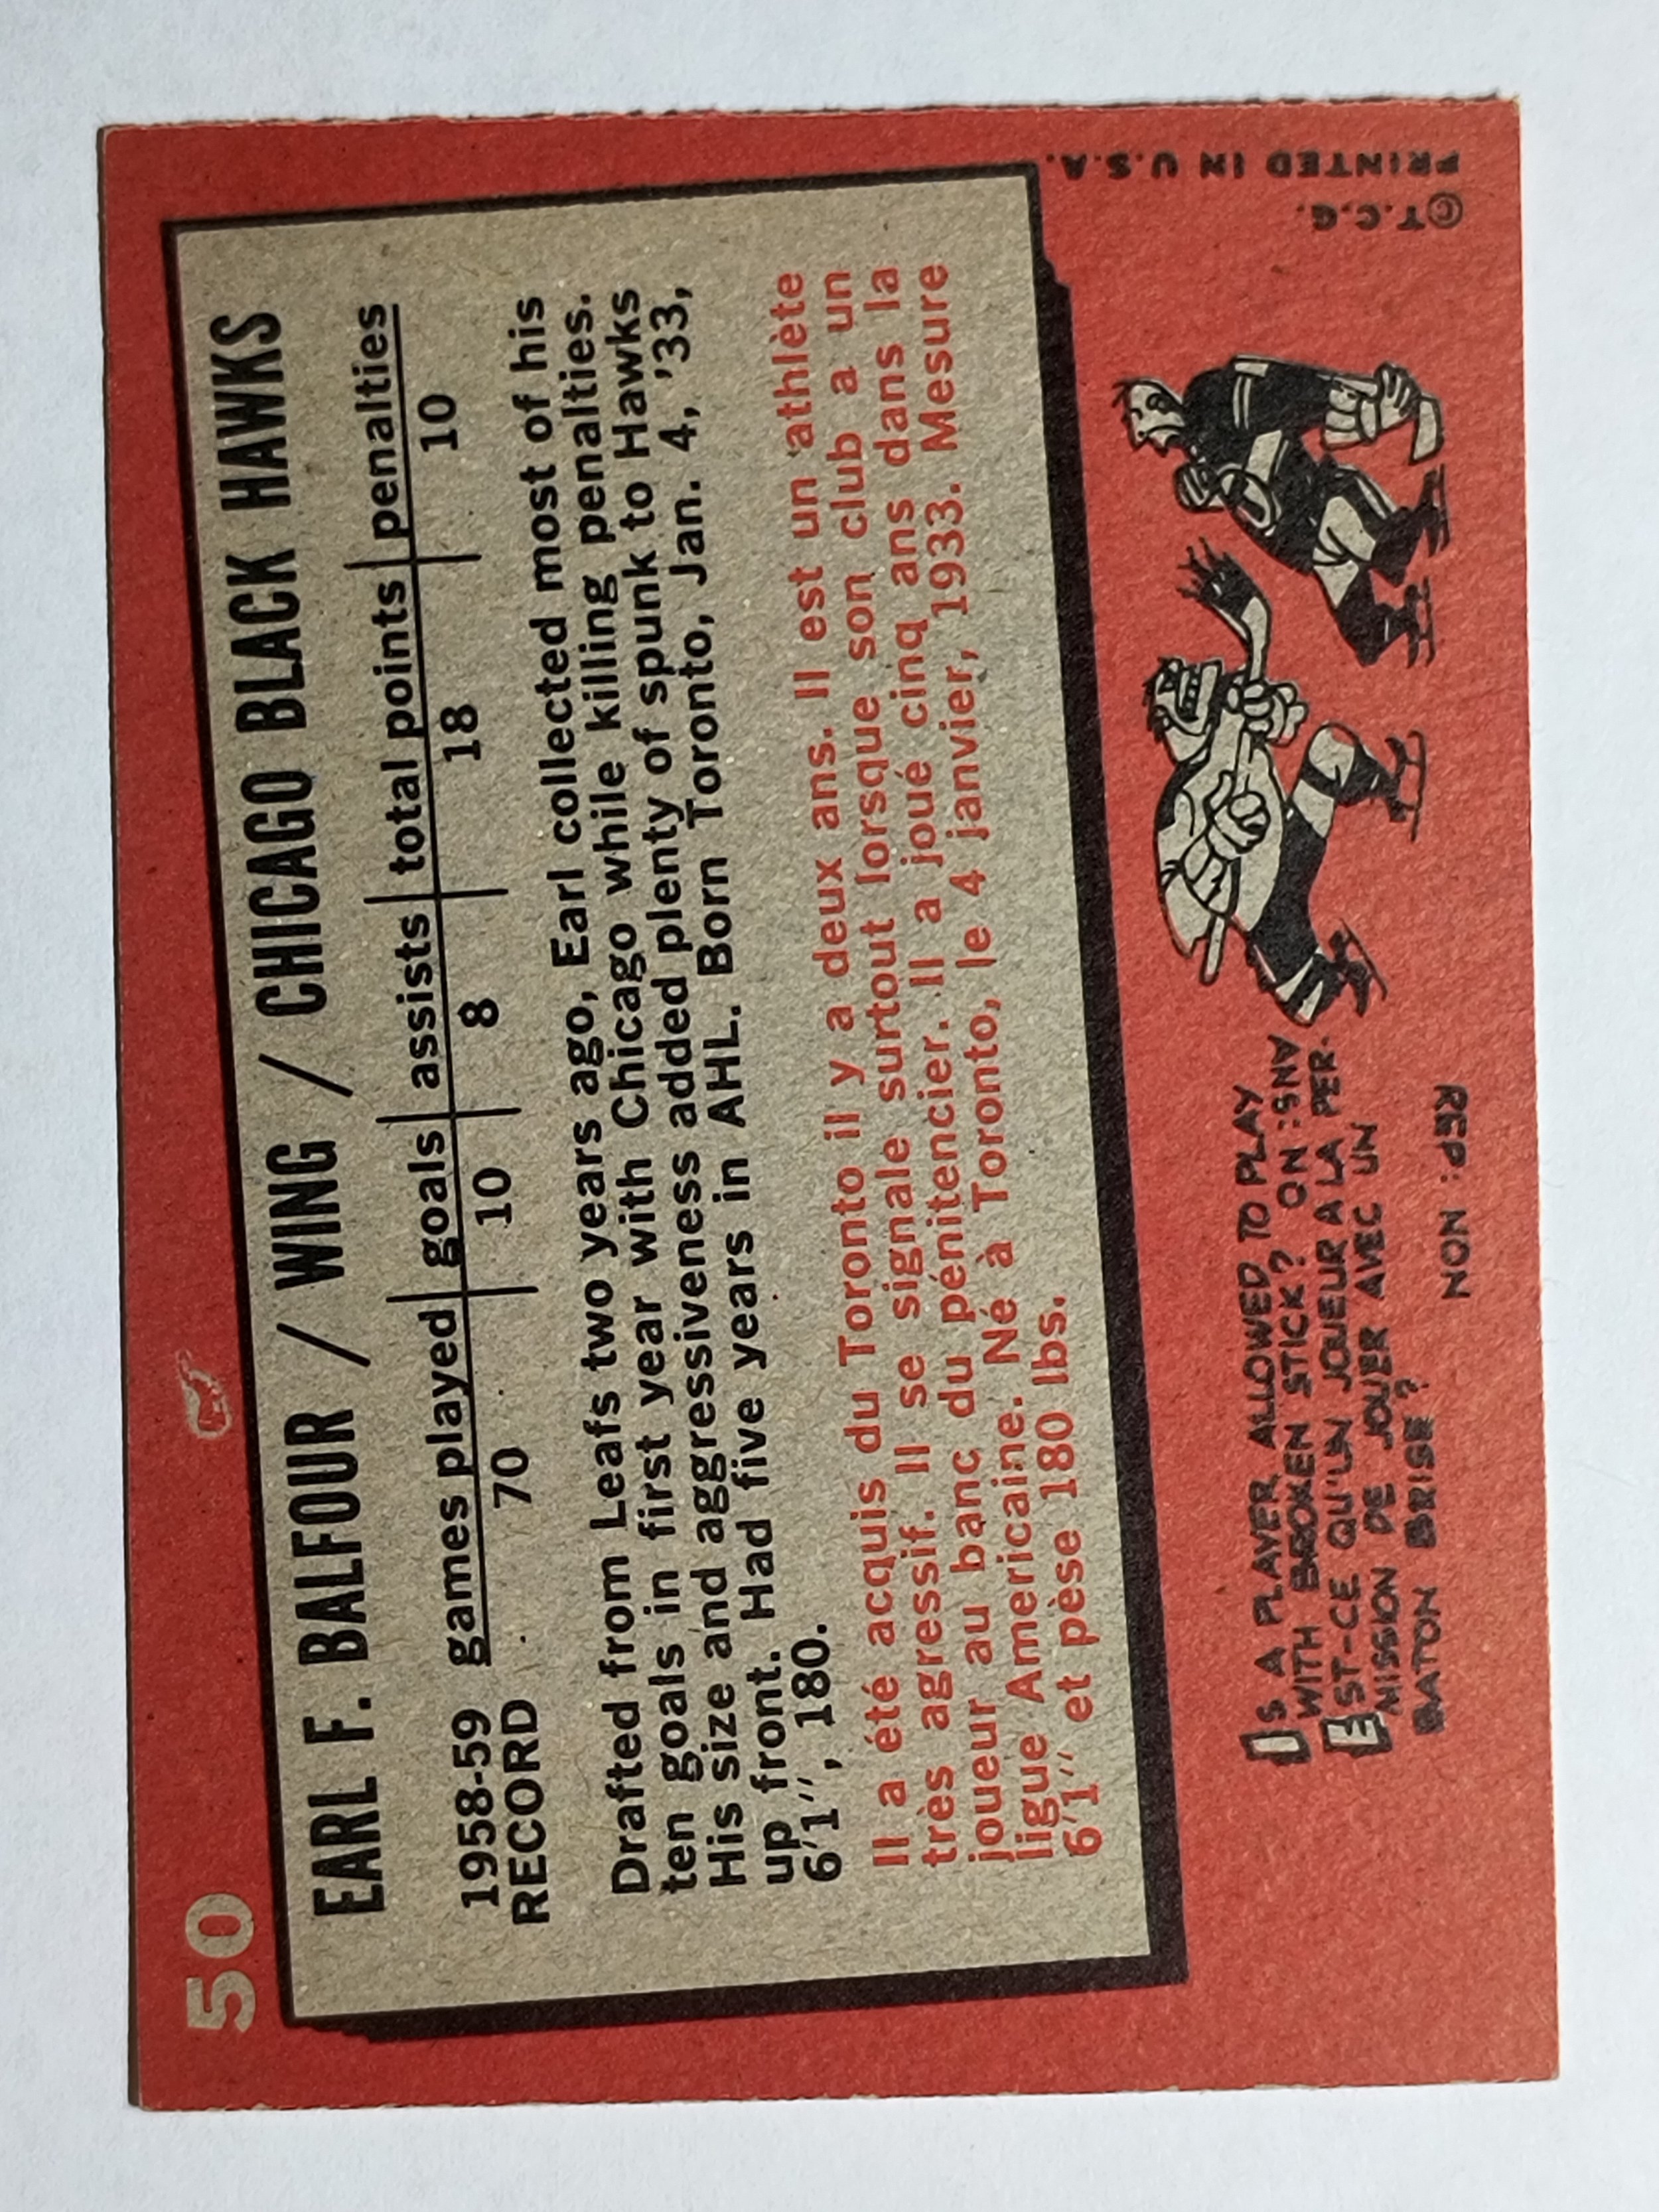 50
EARL F. BALFOUR / WING / CHICAGO BLACK HAWKS
1958-59 games played goals assists total points penalties
RECORD 70 10 8 18 10
Drafted from Leafs two years ago, Earl collected most of his
ten goals in first year with Chicago while killing penalties.
His size and aggressiveness added plenty of spunk to Hawks
up front. Had five years in AHL. Born Toronto, Jan. 4, '33,
6'1'', 180.
Il a été acquis du Toronto il y a deux ans. Il est un athlète
très agressif. Il se signale surtout lorsque son club a un
joueur au banc du pénitencier. Il a joué cinq ans dans la
ligue Americaine. Né à Toronto, le 4 janvier, 1933. Mesure
6'1'' et pèse 180 lbs.
IS A PLAYER ALLOWED TO PLAY
WITH BROKEN STICK? ANS: NO
EST-CE QU'UN JOUEUR A LA PER-
MISSION DE JOUER AVEC UN
BATON BRISE?
REP: NON
©T.C.G.
PRINTED IN U.S.A.